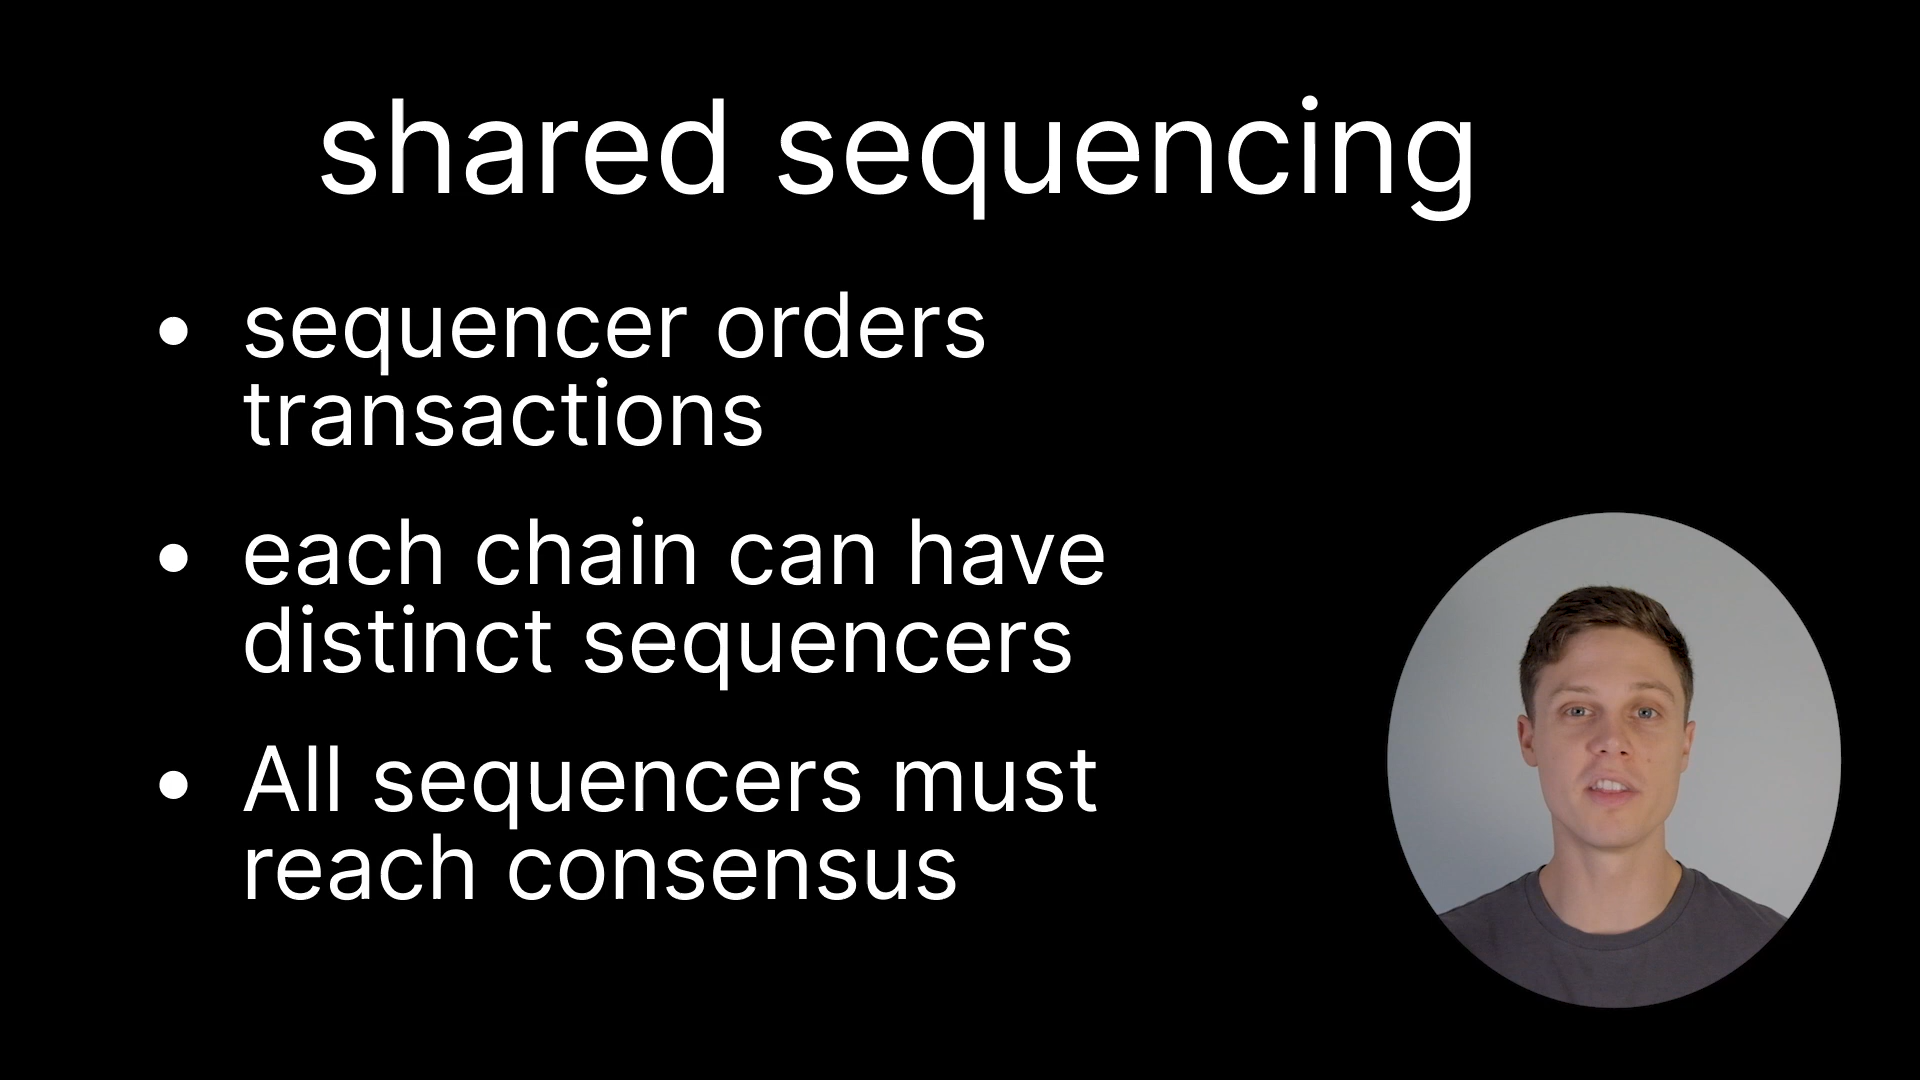 shared sequencing
• sequencer orders
transactions
• each chain can have
distinct sequencers
• All sequencers must
reach consensus